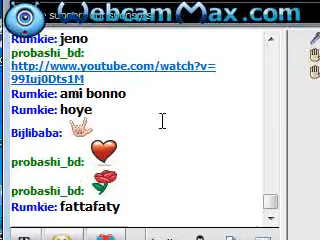 WebcamMax.com
Rumkie: jeno
probashi_bd:
http://www.youtube.com/watch?v=
99Iuj0Dts1M
Rumkie: ami bonno
Rumkie: hoye
Bijlibaba:
probashi_bd:
probashi_bd:
Rumkie: fattafaty